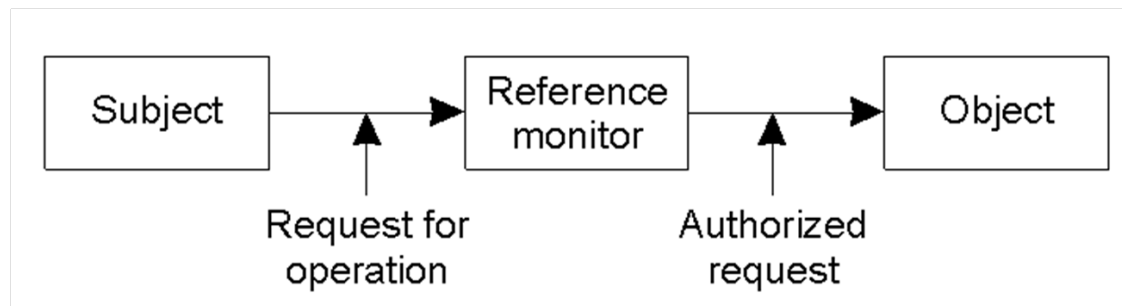 Subject
Reference
monitor
Object
Request for
operation
Authorized
request